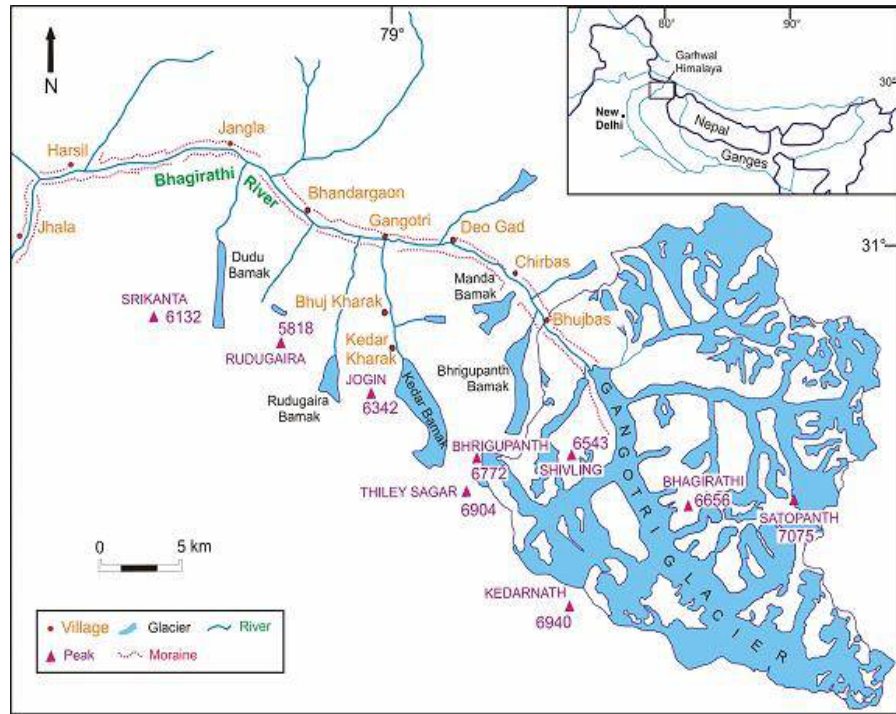 79°
N
80°
90°
Garhwal
Himalaya
30°
New
Delhi
Nepal
Ganges
Jangla
Harsil
Bhagirathi
River
Bhandargaon
Jhala
Gangotri
Deo Gad
31°
Dudu
Bamak
Chirbas
Manda
Bamak
SRIKANTA
6132
Bhuj Kharak
Bhujbas
5818
RUDUGAIRA
Kedar
Kharak
Bhrigupanth
Bamak
JOGIN
6342
Rudugaira
Bamak
Kedar Bamak
GANGOTRI GLACIER
BHRIGUPANTH
6772
6543
SHIVLING
THILEY SAGAR
6904
BHAGIRATHI
6656
SATOPANTH
7075
0 5 km
KEDARNATH
6940
Village Glacier River
Peak Moraine